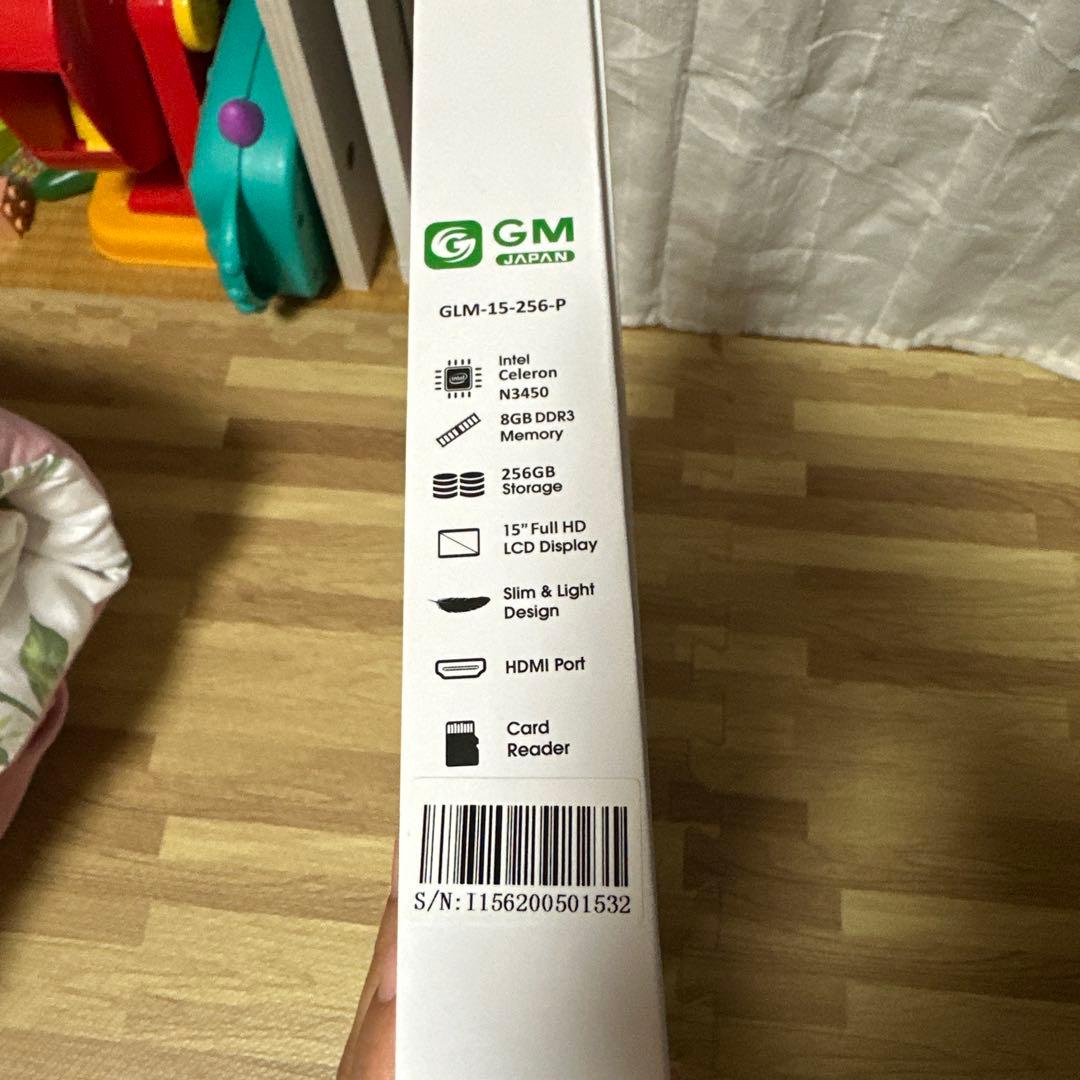 GM
JAPAN
GLM-15-256-P
Intel
Celeron
N3450
8GB DDR3
Memory
256GB
Storage
15" Full HD
LCD Display
Slim & Light
Design
HDMI Port
Card
Reader
S/N:I156200501532